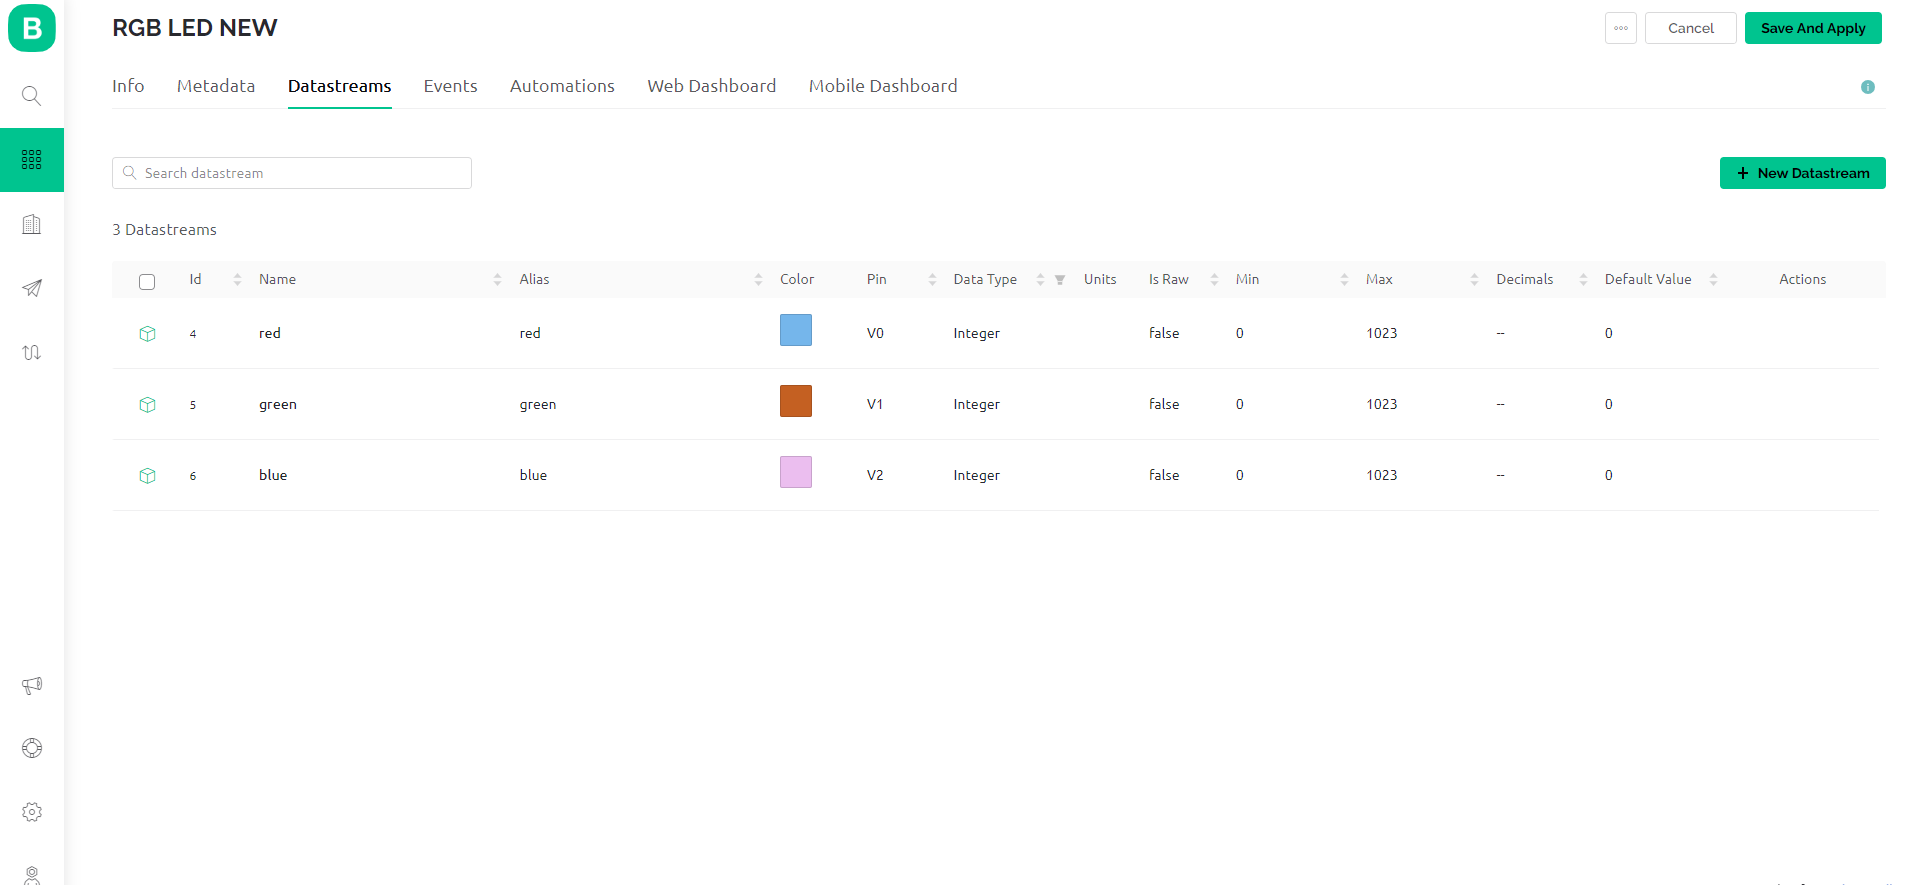 B
RGB LED NEW
Cancel
Save And Apply
Info Metadata Datastreams Events Automations Web Dashboard Mobile Dashboard
Search datastream
+ New Datastream
3 Datastreams
Id Name Alias Color Pin Data Type Units Is Raw Min Max Decimals Default Value Actions
4 red red V0 Integer false 0 1023 -- 0
5 green green V1 Integer false 0 1023 -- 0
6 blue blue V2 Integer false 0 1023 -- 0